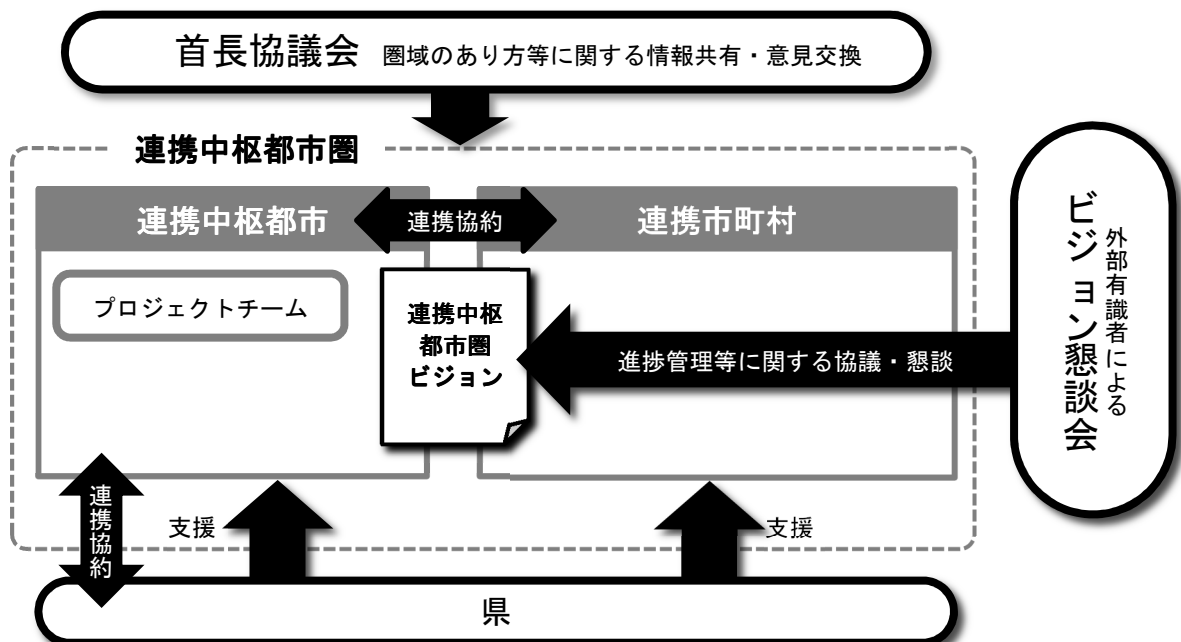 首長協議会 圏域のあり方等に関する情報共有・意見交換
連携中枢都市圏
連携中枢都市
連携協約
連携市町村
プロジェクトチーム
連携中枢
都市圏
ビジョン
進捗管理等に関する協議・懇談
外部有識者による
ビジョン懇談会
連携協約
支援
支援
県